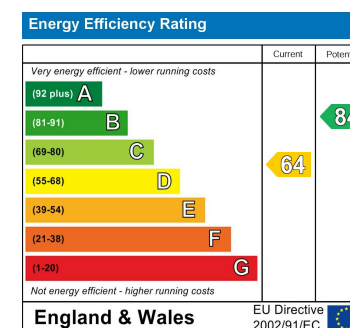 Energy Efficiency Rating
Current
Very energy efficient - lower running costs
(92 plus) A
(81-91) B
(69-80) C
(55-68) D
(39-54) E
(21-38) F
(1-20) G
64
Not energy efficient - higher running costs
England & Wales
EU Directive
2002/91/EC